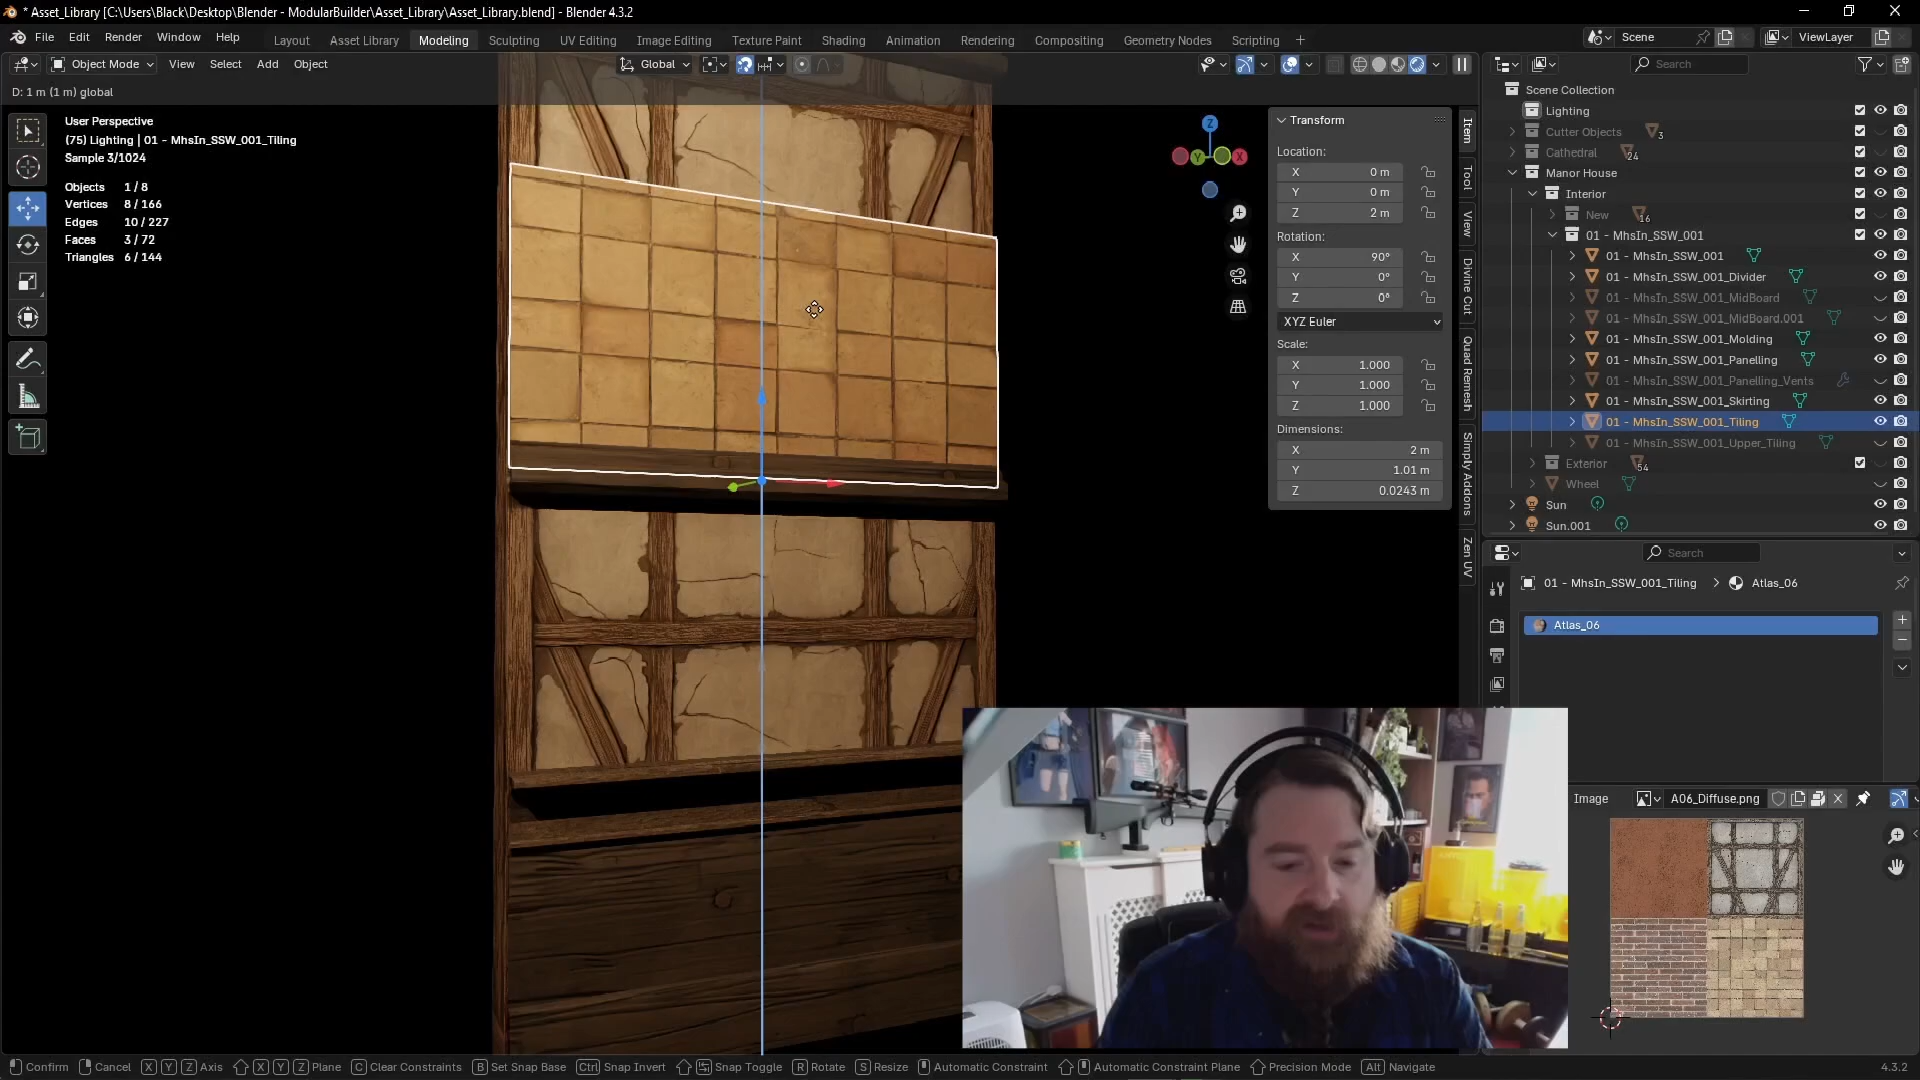 * Asset_Library [C:\Users\Black\Desktop\Blender - ModularBuilder\Asset_Library\Asset_Library.blend] - Blender 4.3.2
File Edit Render Window Help
Layout Asset Library Modeling Sculpting UV Editing Image Editing Texture Paint Shading Animation Rendering Compositing Geometry Nodes Scripting +
Scene
ViewLayer
Object Mode View Select Add Object
Global
Search
D: 1 m (1 m) global
User Perspective
(75) Lighting | 01 - MhsIn_SSW_001_Tiling
Sample 3/1024
Objects 1 / 8
Vertices 8 / 166
Edges 10 / 227
Faces 3 / 72
Triangles 6 / 144
Z
Y
X
Transform
Location:
X 0 m
Y 0 m
Z 2 m
Rotation:
X 90°
Y 0°
Z 0°
XYZ Euler
Scale:
X 1.000
Y 1.000
Z 1.000
Dimensions:
X 2 m
Y 1.01 m
Z 0.0243 m
Item
Tool
View
Divine Cut
Quad Remesh
Simply Addons
Zen UV
Scene Collection
Lighting
Cutter Objects 3
Cathedral 24
Manor House
Interior
New 16
01 - MhsIn_SSW_001
01 - MhsIn_SSW_001
01 - MhsIn_SSW_001_Divider
01 - MhsIn_SSW_001_MidBoard
01 - MhsIn_SSW_001_MidBoard.001
01 - MhsIn_SSW_001_Molding
01 - MhsIn_SSW_001_Panelling
01 - MhsIn_SSW_001_Panelling_Vents
01 - MhsIn_SSW_001_Skirting
01 - MhsIn_SSW_001_Tiling
01 - MhsIn_SSW_001_Upper_Tiling
Exterior 54
Wheel
Sun
Sun.001
Search
01 - MhsIn_SSW_001_Tiling > Atlas_06
Atlas_06
Image A06_Diffuse.png
Confirm Cancel X Y Z Axis X Y Z Plane C Clear Constraints B Set Snap Base Ctrl Snap Invert Snap Toggle R Rotate S Resize Automatic Constraint Automatic Constraint Plane Precision Mode Alt Navigate
4.3.2